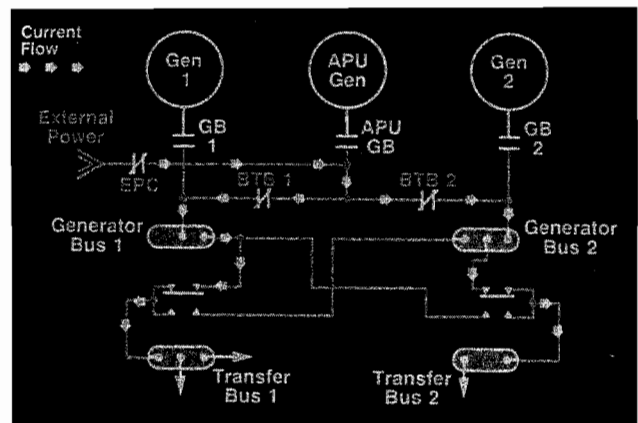 Current
Flow
Gen
1
APU
Gen
Gen
2
External
Power
GB
1
APU
GB
GB
2
EPC
BTB 1
BTB 2
Generator
Bus 1
Generator
Bus 2
Transfer
Bus 1
Transfer
Bus 2